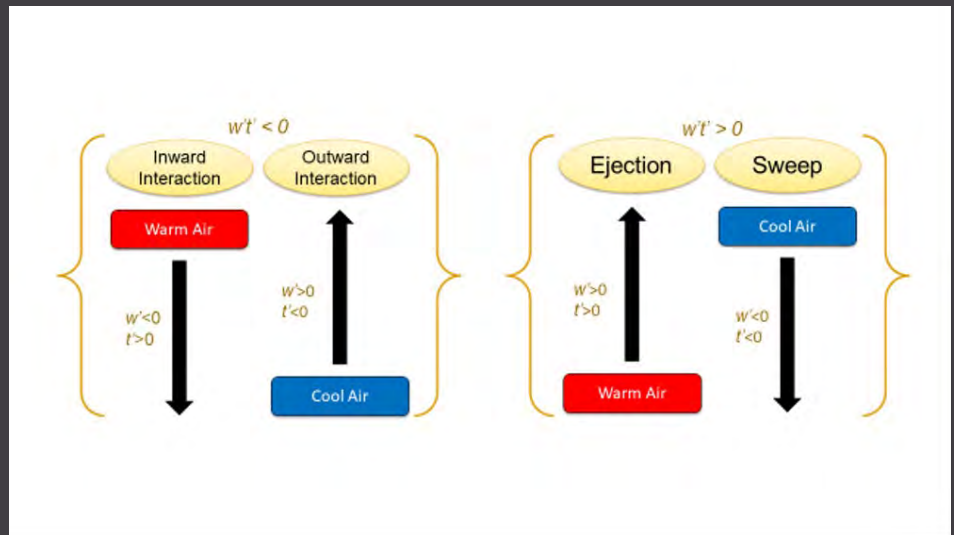 w't' < 0
Inward
Interaction
Outward
Interaction
Warm Air
w'<0
t'>0
w'>0
t'<0
Cool Air
w't' > 0
Ejection
Sweep
Cool Air
w'>0
t'>0
w'<0
t'<0
Warm Air